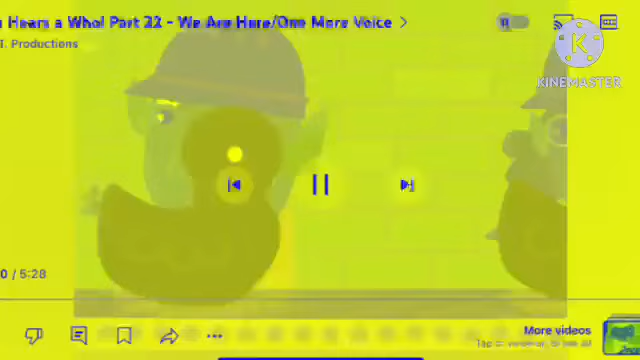 Hears a Who! Part 22 - We Are Here/One More Voice
T. Productions
K
KINEMASTER
0 / 5:28
More videos